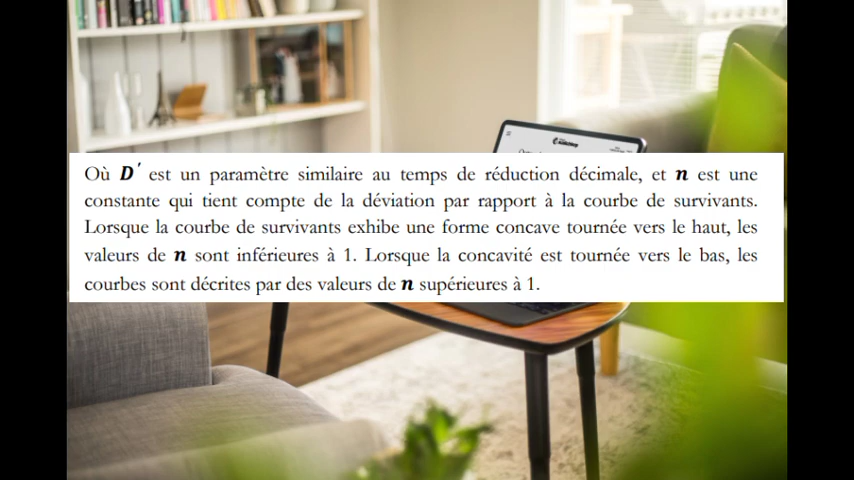 Où D′ est un paramètre similaire au temps de réduction décimale, et n est une
constante qui tient compte de la déviation par rapport à la courbe de survivants.
Lorsque la courbe de survivants exhibe une forme concave tournée vers le haut, les
valeurs de n sont inférieures à 1. Lorsque la concavité est tournée vers le bas, les
courbes sont décrites par des valeurs de n supérieures à 1.